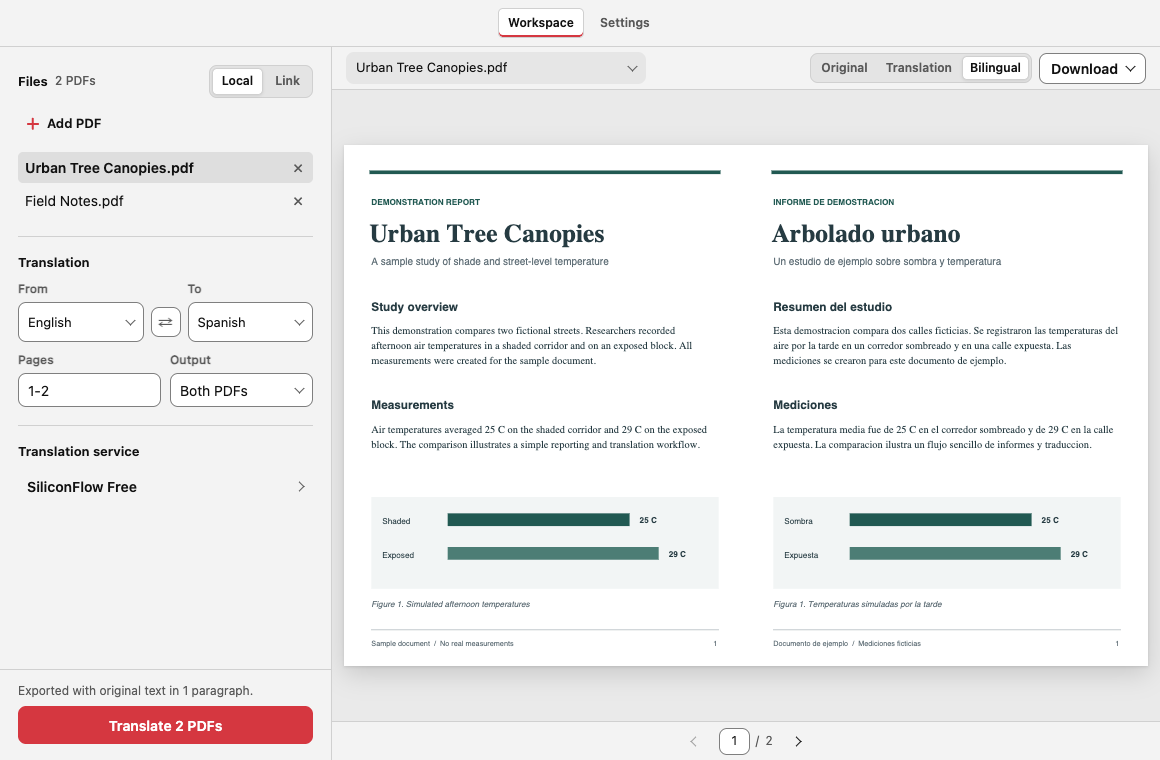 Workspace
Settings
Files 2 PDFs
Local
Link
Add PDF
Urban Tree Canopies.pdf
Field Notes.pdf
Translation
From
To
English
Spanish
Pages
Output
1-2
Both PDFs
Translation service
SiliconFlow Free
Exported with original text in 1 paragraph.
Translate 2 PDFs
Urban Tree Canopies.pdf
Original
Translation
Bilingual
Download
DEMONSTRATION REPORT
Urban Tree Canopies
A sample study of shade and street-level temperature
Study overview
This demonstration compares two fictional streets. Researchers recorded
afternoon air temperatures in a shaded corridor and on an exposed block. All
measurements were created for the sample document.
Measurements
Air temperatures averaged 25 C on the shaded corridor and 29 C on the exposed
block. The comparison illustrates a simple reporting and translation workflow.
Shaded
25 C
Exposed
29 C
Figure 1. Simulated afternoon temperatures
Sample document / No real measurements
1
INFORME DE DEMOSTRACION
Arbolado urbano
Un estudio de ejemplo sobre sombra y temperatura
Resumen del estudio
Esta demostracion compara dos calles ficticias. Se registraron las temperaturas del
aire por la tarde en un corredor sombreado y en una calle expuesta. Las
mediciones se crearon para este documento de ejemplo.
Mediciones
La temperatura media fue de 25 C en el corredor sombreado y de 29 C en la calle
expuesta. La comparacion ilustra un flujo sencillo de informes y traduccion.
Sombra
25 C
Expuesta
29 C
Figura 1. Temperaturas simuladas por la tarde
Documento de ejemplo / Mediciones ficticias
1
1 / 2